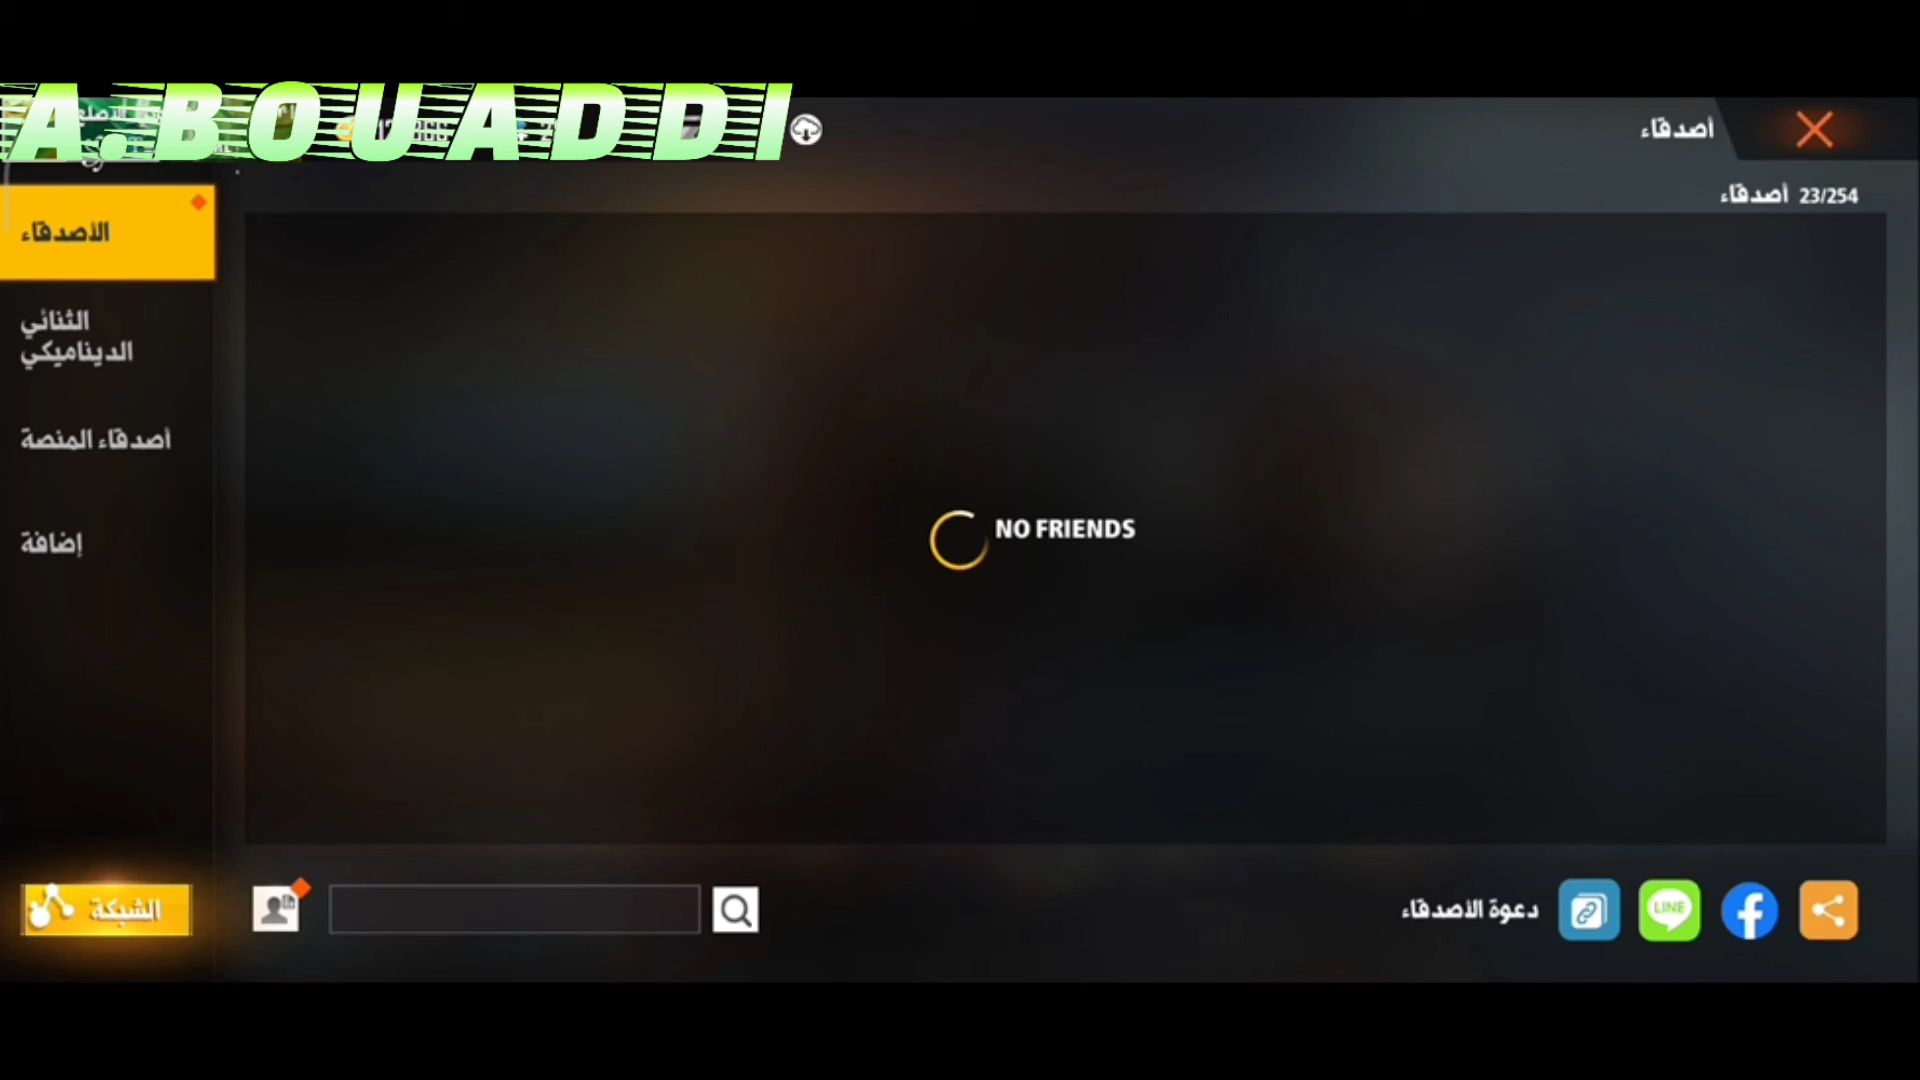 A.BOUADDI
أصدقاء
أصدقاء 23/254
الأصدقاء
الثنائي
الديناميكي
أصدقاء المنصة
إضافة
NO FRIENDS
الشبكة
دعوة الأصدقاء
LINE